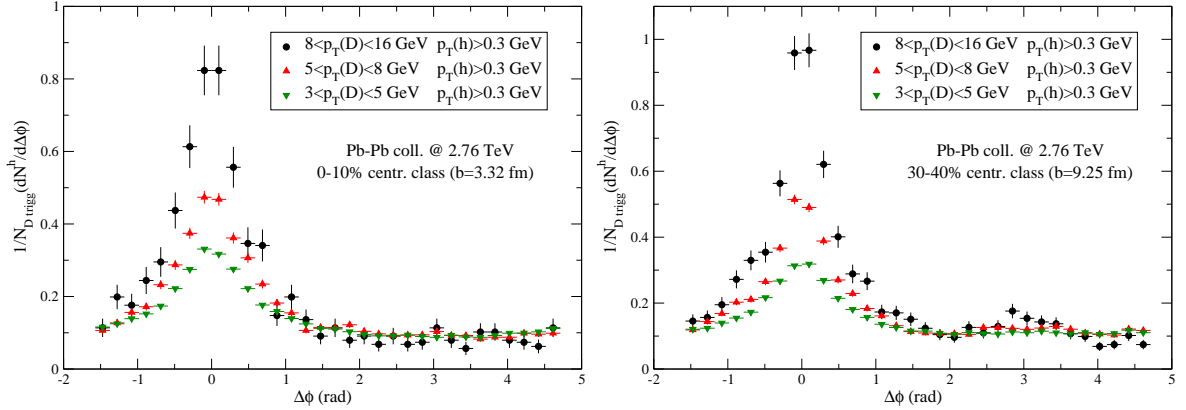 1
0.8
0.6
0.4
0.2
0
-2 -1 0 1 2 3 4 5
Δϕ (rad)
1/N_D trigg(dN^h/dΔϕ)
8<p_T(D)<16 GeV p_T(h)>0.3 GeV
5<p_T(D)<8 GeV p_T(h)>0.3 GeV
3<p_T(D)<5 GeV p_T(h)>0.3 GeV
Pb-Pb coll. @ 2.76 TeV
0-10% centr. class (b=3.32 fm)
1
0.8
0.6
0.4
0.2
0
-2 -1 0 1 2 3 4 5
Δϕ (rad)
1/N_D trigg(dN^h/dΔϕ)
8<p_T(D)<16 GeV p_T(h)>0.3 GeV
5<p_T(D)<8 GeV p_T(h)>0.3 GeV
3<p_T(D)<5 GeV p_T(h)>0.3 GeV
Pb-Pb coll. @ 2.76 TeV
30-40% centr. class (b=9.25 fm)